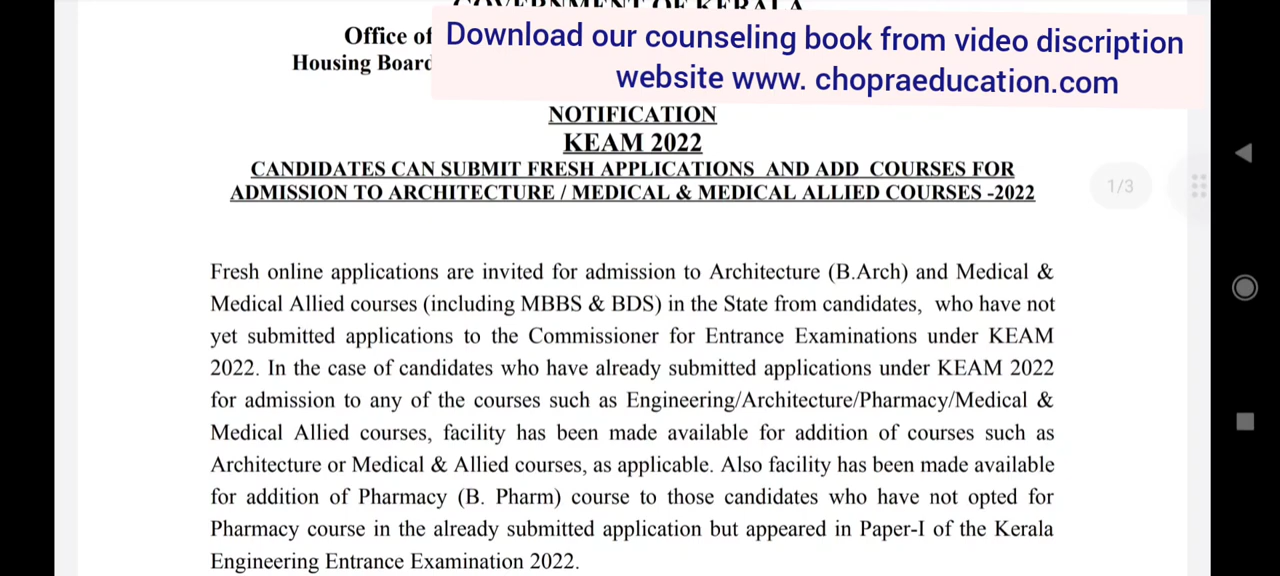 GOVERNMENT OF KERALA
Office of
Housing Board
Download our counseling book from video discription
website www. chopraeducation.com
NOTIFICATION
KEAM 2022
CANDIDATES CAN SUBMIT FRESH APPLICATIONS AND ADD COURSES FOR
ADMISSION TO ARCHITECTURE / MEDICAL & MEDICAL ALLIED COURSES -2022
1/3
Fresh online applications are invited for admission to Architecture (B.Arch) and Medical &
Medical Allied courses (including MBBS & BDS) in the State from candidates, who have not
yet submitted applications to the Commissioner for Entrance Examinations under KEAM
2022. In the case of candidates who have already submitted applications under KEAM 2022
for admission to any of the courses such as Engineering/Architecture/Pharmacy/Medical &
Medical Allied courses, facility has been made available for addition of courses such as
Architecture or Medical & Allied courses, as applicable. Also facility has been made available
for addition of Pharmacy (B. Pharm) course to those candidates who have not opted for
Pharmacy course in the already submitted application but appeared in Paper-I of the Kerala
Engineering Entrance Examination 2022.